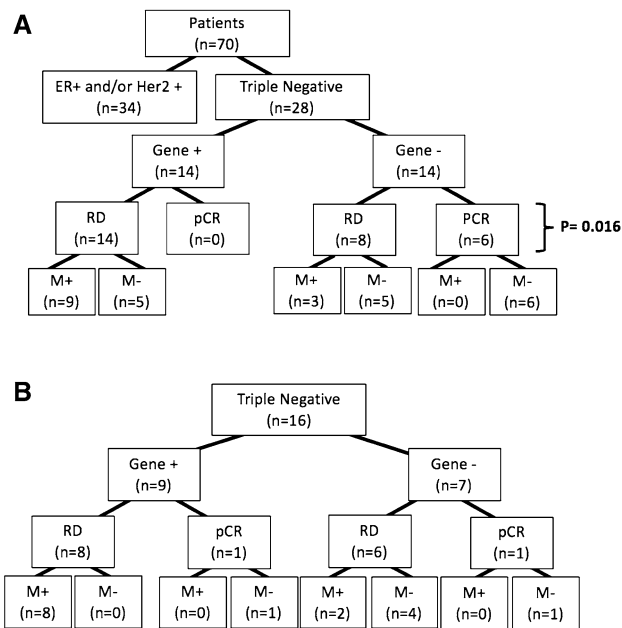 A
Patients
(n=70)
ER+ and/or Her2 +
(n=34)
Triple Negative
(n=28)
Gene +
(n=14)
Gene -
(n=14)
RD
(n=14)
pCR
(n=0)
RD
(n=8)
PCR
(n=6)
P= 0.016
M+
(n=9)
M-
(n=5)
M+
(n=3)
M-
(n=5)
M+
(n=0)
M-
(n=6)
B
Triple Negative
(n=16)
Gene +
(n=9)
Gene -
(n=7)
RD
(n=8)
pCR
(n=1)
RD
(n=6)
pCR
(n=1)
M+
(n=8)
M-
(n=0)
M+
(n=0)
M-
(n=1)
M+
(n=2)
M-
(n=4)
M+
(n=0)
M-
(n=1)